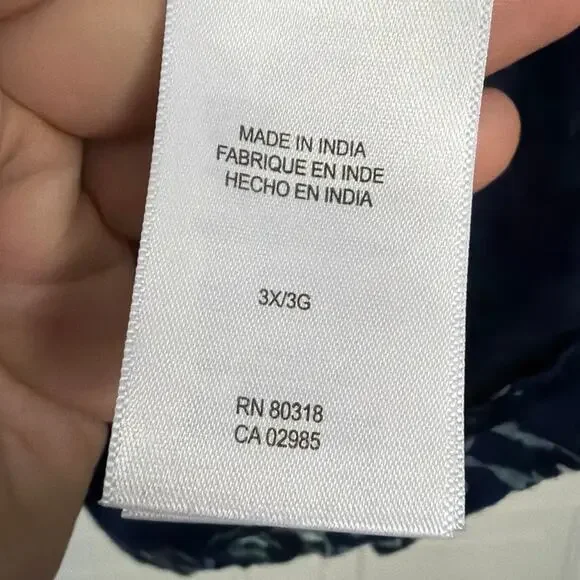 MADE IN INDIA
FABRIQUE EN INDE
HECHO EN INDIA
3X/3G
RN 80318
CA 02985